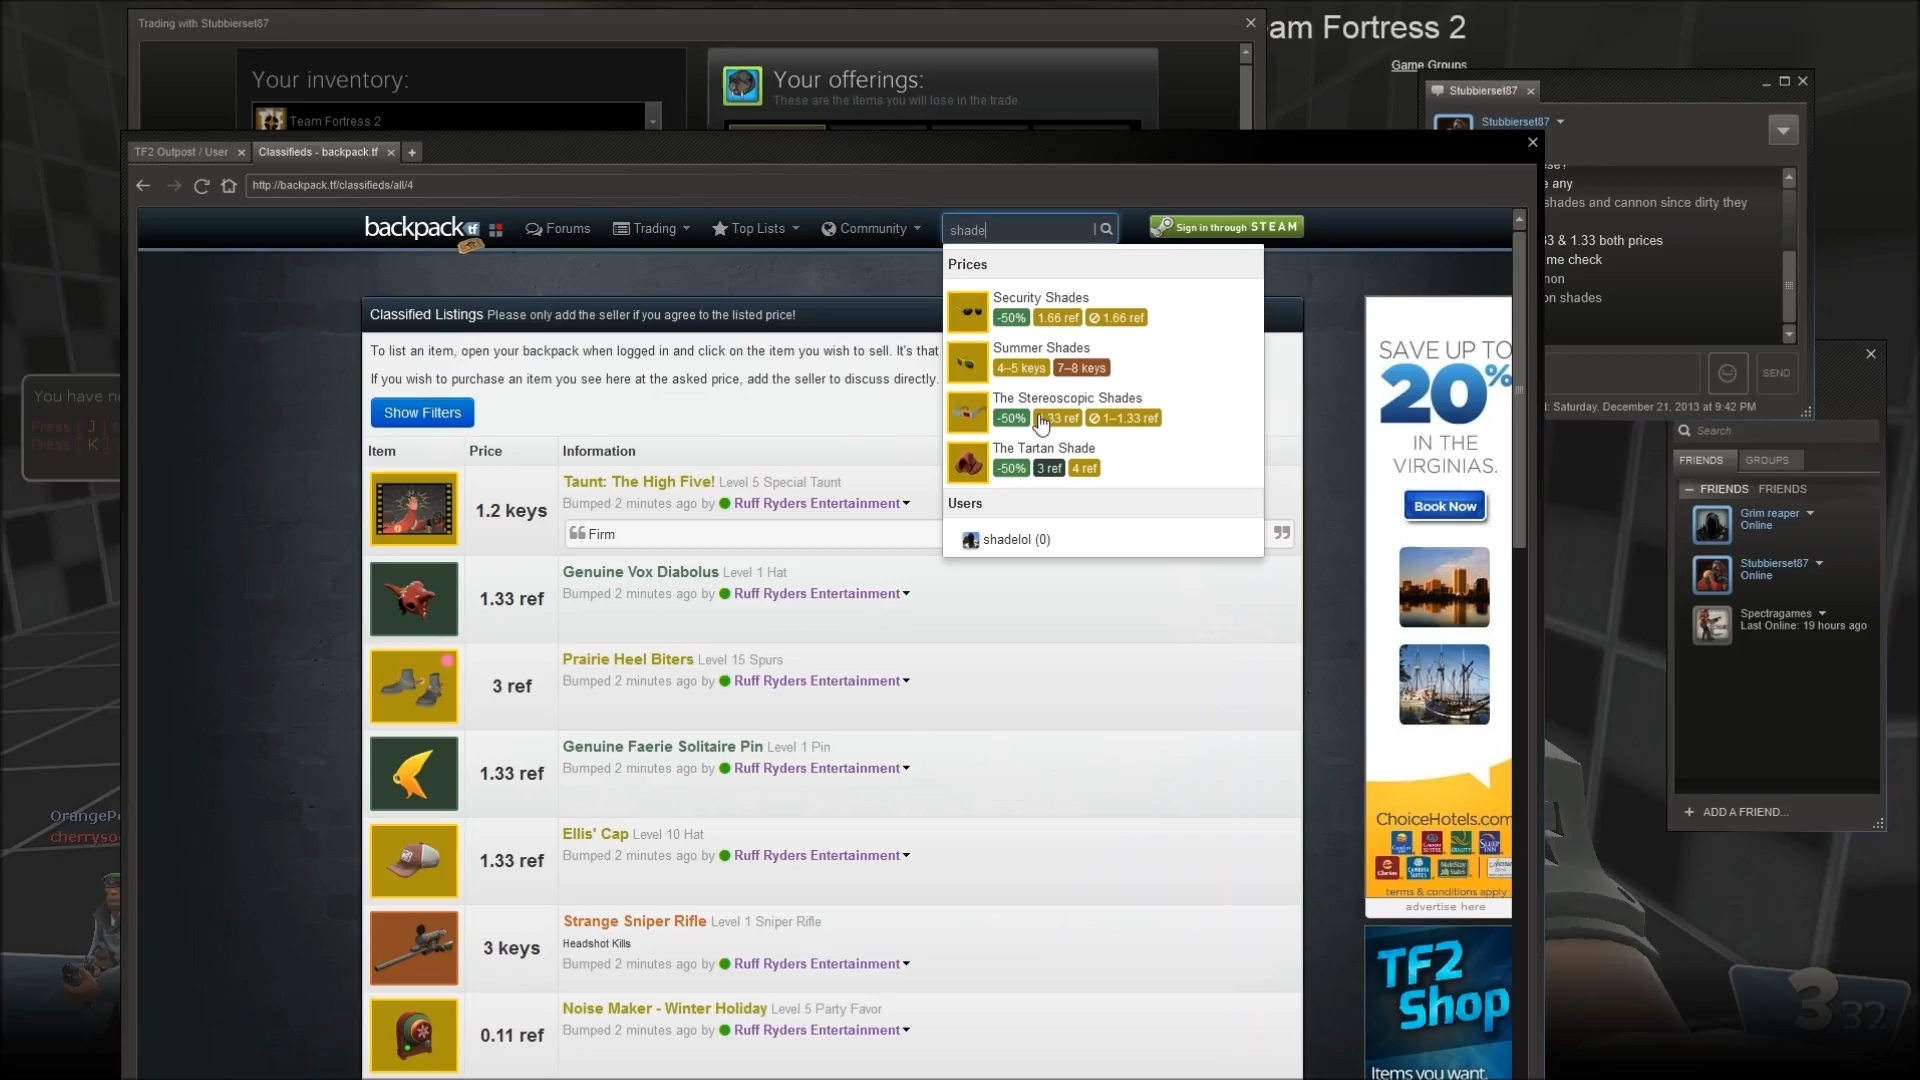 Trading with Stubbierset87
Your inventory:
Team Fortress 2
Your offerings:
These are the items you will lose in the trade.
am Fortress 2
Game Groups
Stubbierset87
Stubbierset87
e any
shades and cannon since dirty they
33 & 1.33 both prices
me check
non
on shades
SEND
Saturday, December 21, 2013 at 9:42 PM
TF2 Outpost / User
Classifieds - backpack.tf
http://backpack.tf/classifieds/all/4
backpack tf
Forums
Trading
Top Lists
Community
shade
Sign in through STEAM
Prices
Security Shades
-50% 1.66 ref 1.66 ref
Summer Shades
4–5 keys 7–8 keys
The Stereoscopic Shades
-50% 33 ref 1–1.33 ref
The Tartan Shade
-50% 3 ref 4 ref
Users
shadelol (0)
Classified Listings Please only add the seller if you agree to the listed price!
To list an item, open your backpack when logged in and click on the item you wish to sell. It's that
If you wish to purchase an item you see here at the asked price, add the seller to discuss directly.
Show Filters
Item Price Information
Taunt: The High Five! Level 5 Special Taunt
1.2 keys
Bumped 2 minutes ago by Ruff Ryders Entertainment
Firm
Genuine Vox Diabolus Level 1 Hat
1.33 ref
Bumped 2 minutes ago by Ruff Ryders Entertainment
Prairie Heel Biters Level 15 Spurs
3 ref
Bumped 2 minutes ago by Ruff Ryders Entertainment
Genuine Faerie Solitaire Pin Level 1 Pin
1.33 ref
Bumped 2 minutes ago by Ruff Ryders Entertainment
Ellis' Cap Level 10 Hat
1.33 ref
Bumped 2 minutes ago by Ruff Ryders Entertainment
Strange Sniper Rifle Level 1 Sniper Rifle
3 keys
Headshot Kills
Bumped 2 minutes ago by Ruff Ryders Entertainment
Noise Maker - Winter Holiday Level 5 Party Favor
0.11 ref
Bumped 2 minutes ago by Ruff Ryders Entertainment
SAVE UP TO
20%
IN THE
VIRGINIAS.
Book Now
ChoiceHotels.com
terms & conditions apply
advertise here
TF2
Shop
Items you want.
Search
FRIENDS GROUPS
FRIENDS FRIENDS
Grim reaper
Online
Stubbierset87
Online
Spectragames
Last Online: 19 hours ago
+ ADD A FRIEND...
You have n
Press [ J ]
Press [ K ]
OrangePe
cherryso
3 32